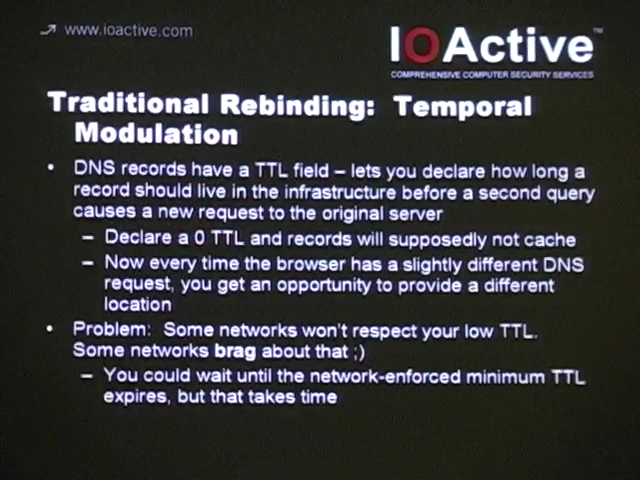 www.ioactive.com
IOActive™
COMPREHENSIVE COMPUTER SECURITY SERVICES
Traditional Rebinding: Temporal
Modulation
• DNS records have a TTL field – lets you declare how long a
record should live in the infrastructure before a second query
causes a new request to the original server
– Declare a 0 TTL and records will supposedly not cache
– Now every time the browser has a slightly different DNS
request, you get an opportunity to provide a different
location
• Problem: Some networks won't respect your low TTL.
Some networks brag about that ;)
– You could wait until the network-enforced minimum TTL
expires, but that takes time